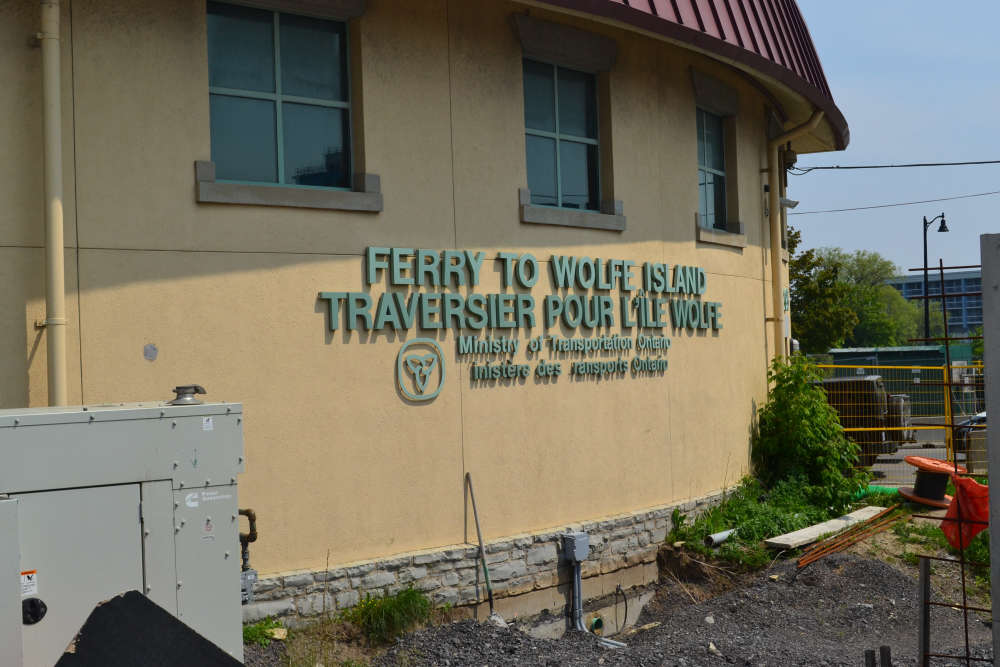 FERRY TO WOLFE ISLAND
TRAVERSIER POUR L'ÎLE WOLFE
Ministry of Transportation Ontario
inistère des ransports Ontario